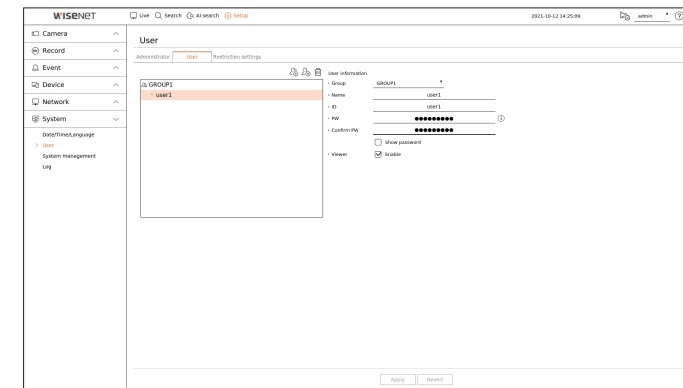 WISENET
Live Search AI search Setup 2021-10-12 14:25:09 admin
Camera
Record
Event
Device
Network
System
Date/Time/Language
User
System management
Log
User
Administrator User Restriction settings
GROUP1
user1
User information
Group GROUP1
Name user1
ID user1
PW ●●●●●●●●●
Confirm PW ●●●●●●●●●
Show password
Viewer Enable
Apply Revert